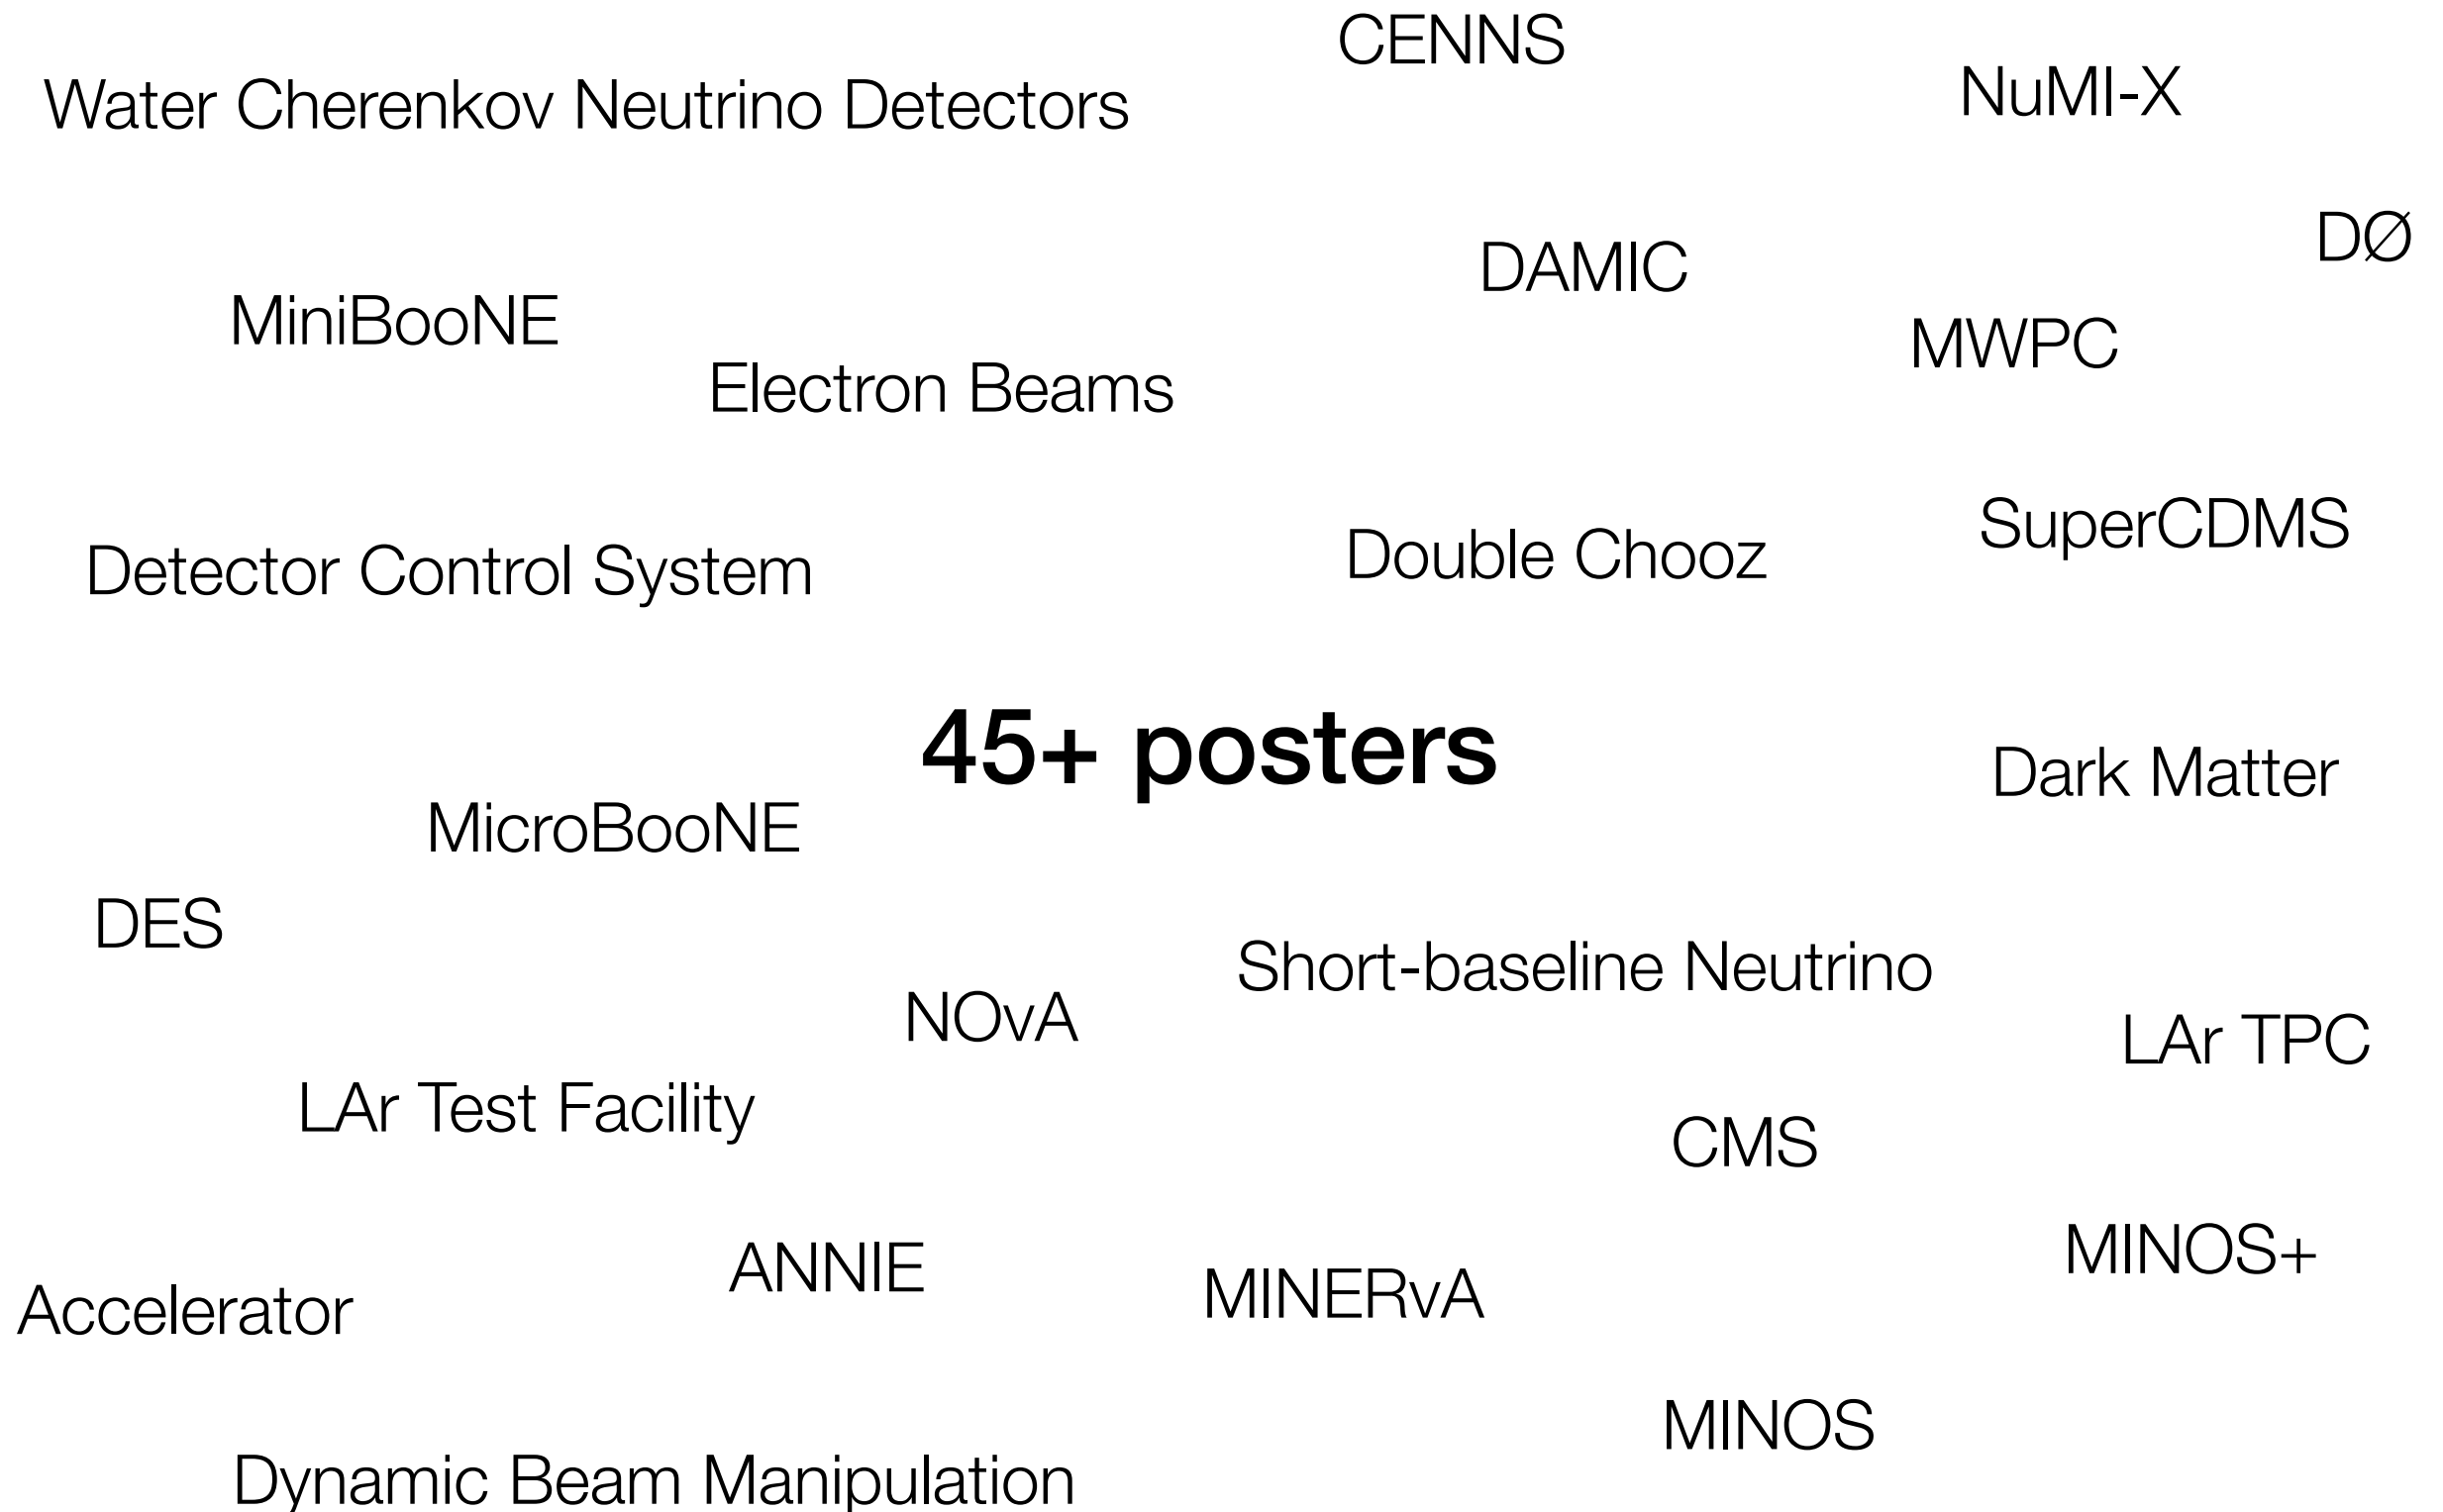 CENNS
Water Cherenkov Neutrino Detectors
NuMI-X
DØ
DAMIC
MiniBooNE
MWPC
Electron Beams
SuperCDMS
Double Chooz
Detector Control System
45+ posters
Dark Matter
MicroBooNE
DES
Short-baseline Neutrino
NOvA
LAr TPC
LAr Test Facility
CMS
MINOS+
ANNIE
MINERvA
Accelerator
MINOS
Dynamic Beam Manipulation